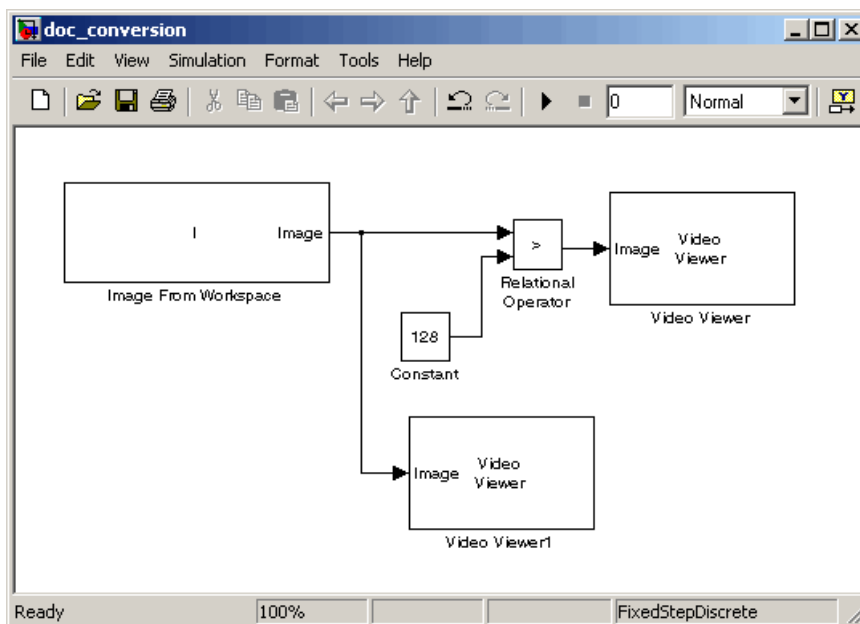 doc_conversion
File Edit View Simulation Format Tools Help
0 Normal
I Image
Image From Workspace
>
Relational
Operator
Image Video
Viewer
Video Viewer
128
Constant
Image Video
Viewer
Video Viewer1
Ready 100% FixedStepDiscrete